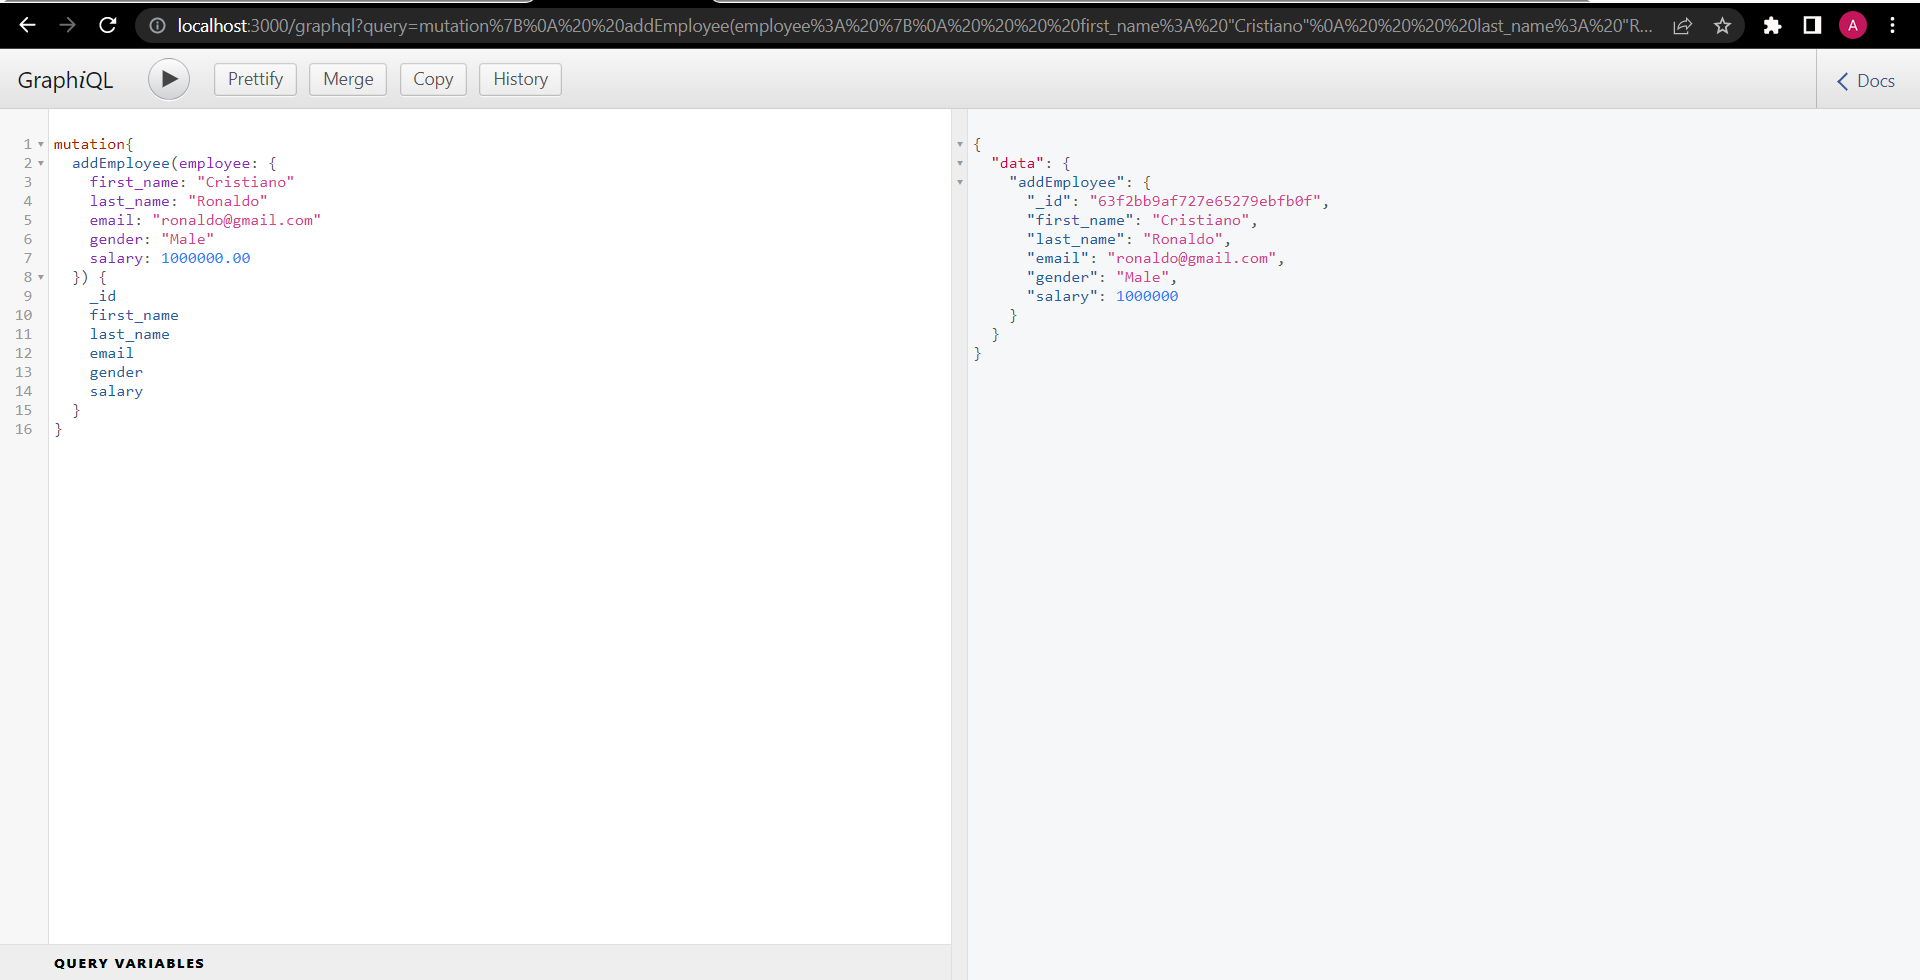 localhost:3000/graphql?query=mutation%7B%0A%20%20addEmployee(employee%3A%20%7B%0A%20%20%20%20first_name%3A%20"Cristiano"%0A%20%20%20%20last_name%3A%20"R...
A
GraphiQL
Prettify
Merge
Copy
History
Docs
1 mutation{
2 addEmployee(employee: {
3 first_name: "Cristiano"
4 last_name: "Ronaldo"
5 email: "ronaldo@gmail.com"
6 gender: "Male"
7 salary: 1000000.00
8 }) {
9 _id
10 first_name
11 last_name
12 email
13 gender
14 salary
15 }
16 }
{
"data": {
"addEmployee": {
"_id": "63f2bb9af727e65279ebfb0f",
"first_name": "Cristiano",
"last_name": "Ronaldo",
"email": "ronaldo@gmail.com",
"gender": "Male",
"salary": 1000000
}
}
}
QUERY VARIABLES